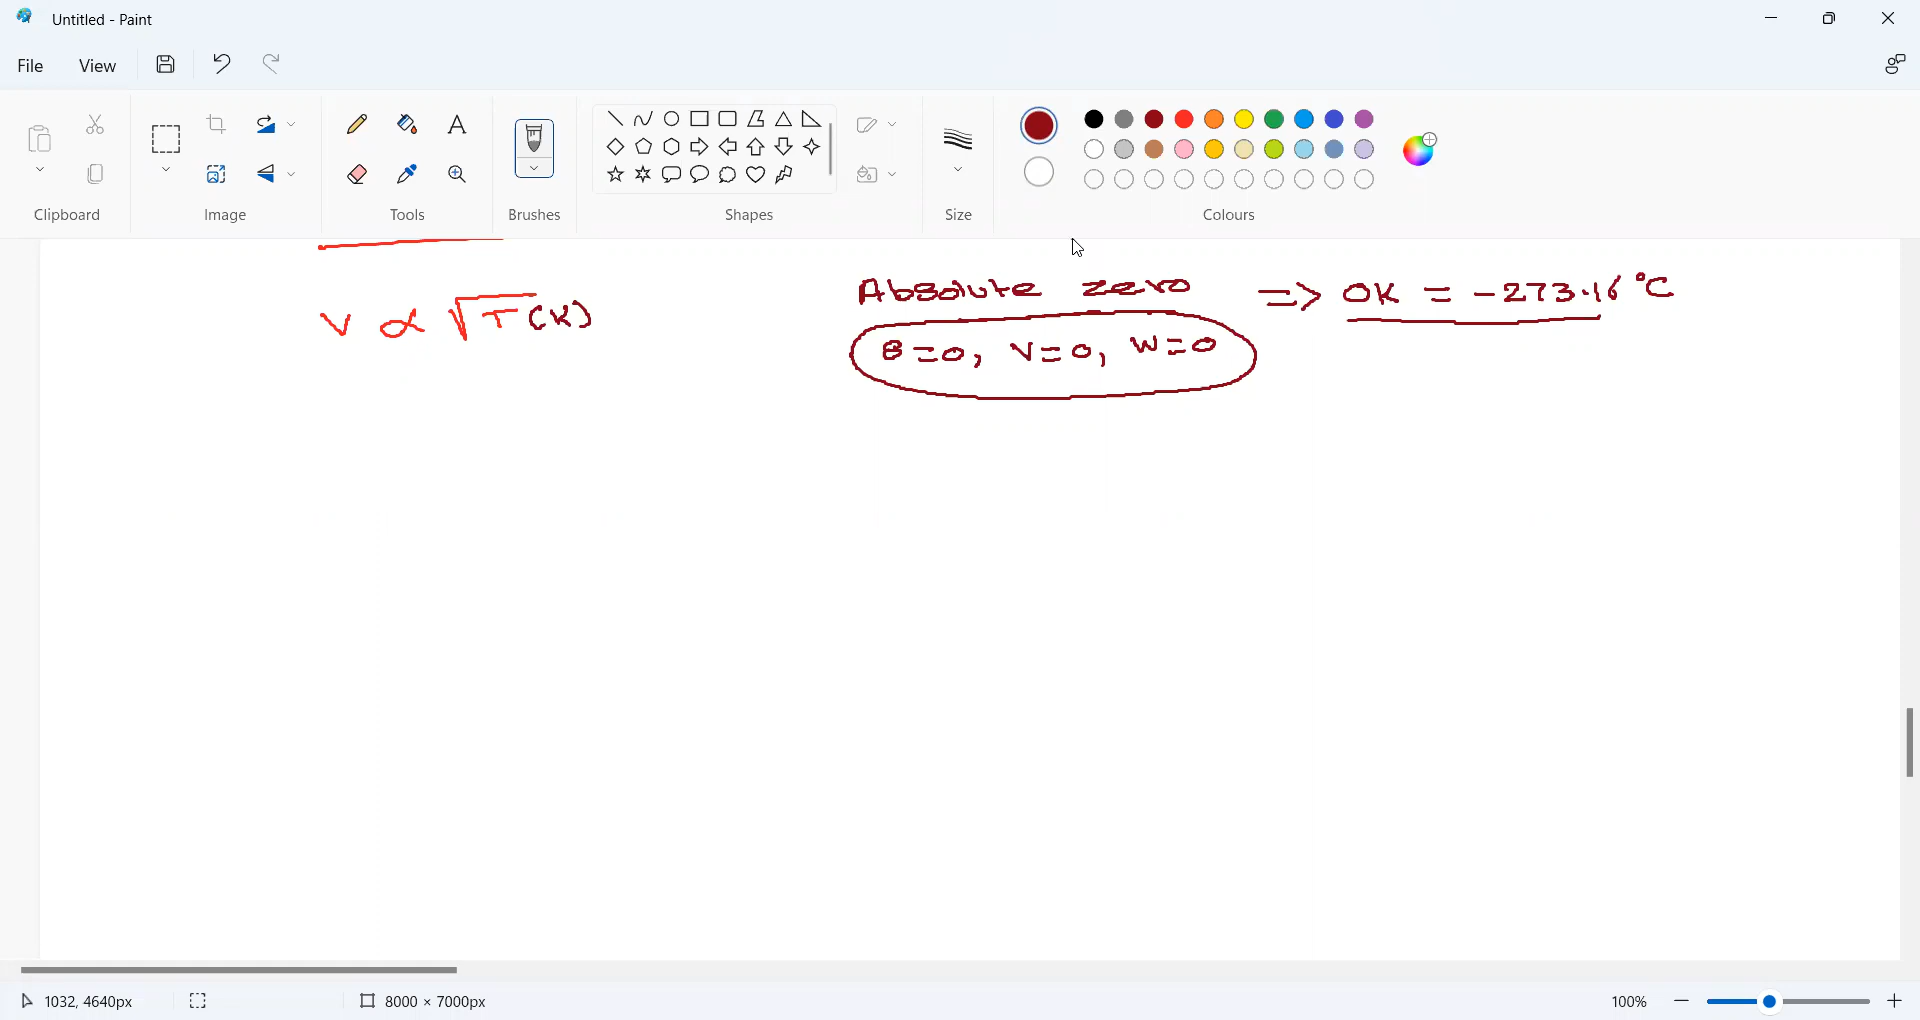 Untitled - Paint
File View
Clipboard Image Tools Brushes Shapes Size Colours
Absolute zero => 0K = -273.16°C
V ∝ √T(K)
B=0, V=0, W=0
1032, 4640px 8000 × 7000px 100%